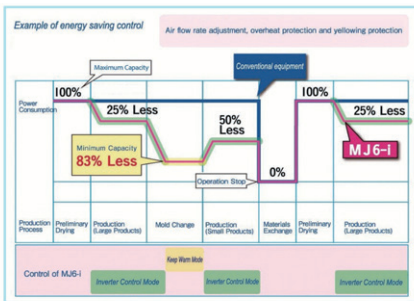 Example of energy saving control
Air flow rate adjustment, overheat protection and yellowing protection
Maximum Capacity
Conventional equipment
100%
100%
Power
Consumption
25% Less
50%
Less
25% Less
Minimum Capacity
83% Less
MJ6-i
0%
Operation Stop
Production
Process
Preliminary
Drying
Production
(Large Products)
Mold Change
Production
(Small Products)
Materials
Exchange
Preliminary
Drying
Production
(Large Products)
Control of MJ6-i
Keep Warm Mode
Inverter Control Mode
Inverter Control Mode
Inverter Control Mode